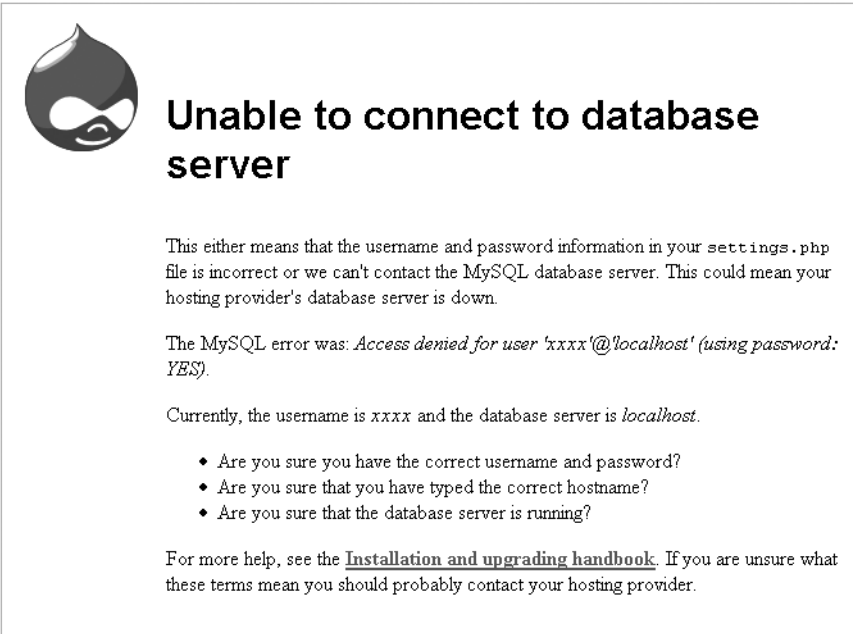 Unable to connect to database
server
This either means that the username and password information in your settings.php
file is incorrect or we can't contact the MySQL database server. This could mean your
hosting provider's database server is down.
The MySQL error was: Access denied for user 'xxxx'@'localhost' (using password:
YES).
Currently, the username is xxxx and the database server is localhost.
• Are you sure you have the correct username and password?
• Are you sure that you have typed the correct hostname?
• Are you sure that the database server is running?
For more help, see the Installation and upgrading handbook. If you are unsure what
these terms mean you should probably contact your hosting provider.